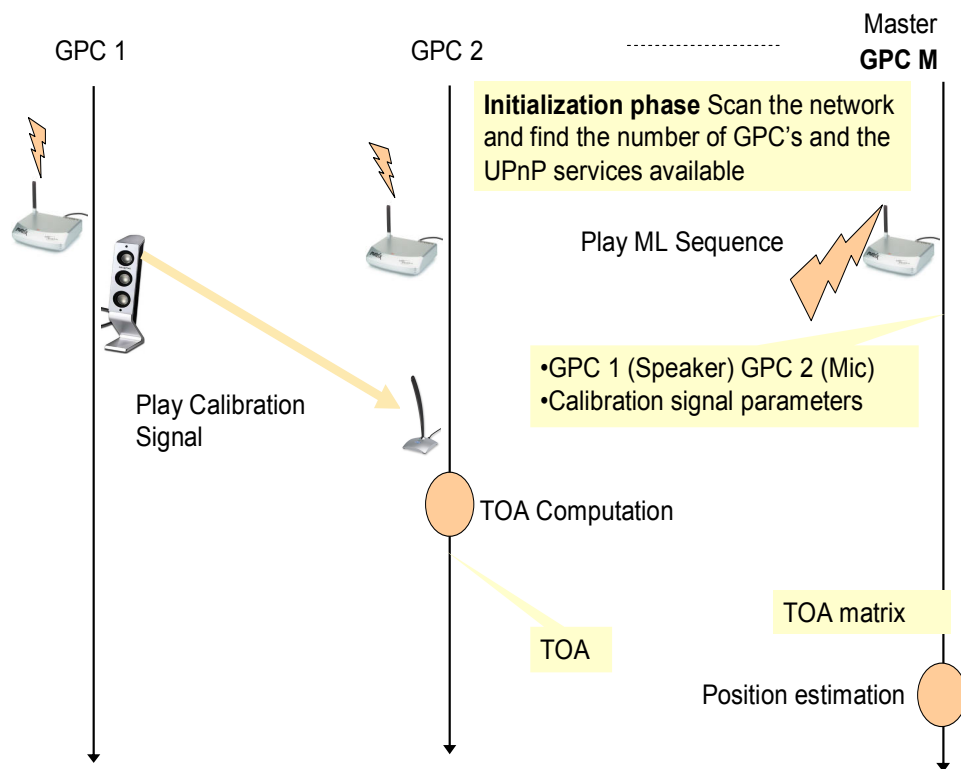 GPC 1
GPC 2
Master
GPC M
Initialization phase Scan the network
and find the number of GPC's and the
UPnP services available
Play ML Sequence
•GPC 1 (Speaker) GPC 2 (Mic)
•Calibration signal parameters
Play Calibration
Signal
TOA Computation
TOA
TOA matrix
Position estimation